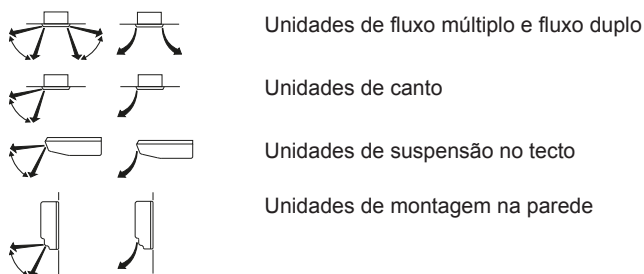 Unidades de fluxo múltiplo e fluxo duplo
Unidades de canto
Unidades de suspensão no tecto
Unidades de montagem na parede